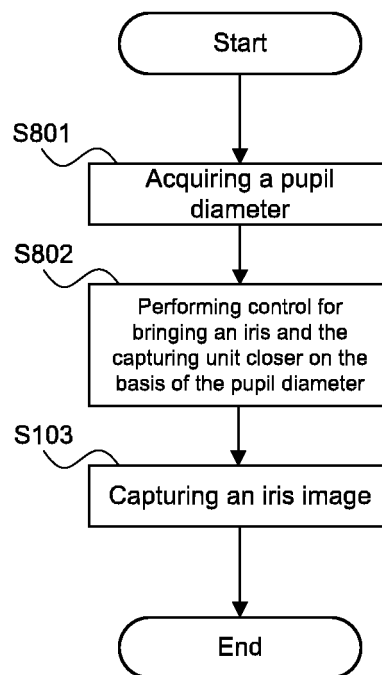 Start
S801
Acquiring a pupil
diameter
S802
Performing control for
bringing an iris and the
capturing unit closer on the
basis of the pupil diameter
S103
Capturing an iris image
End